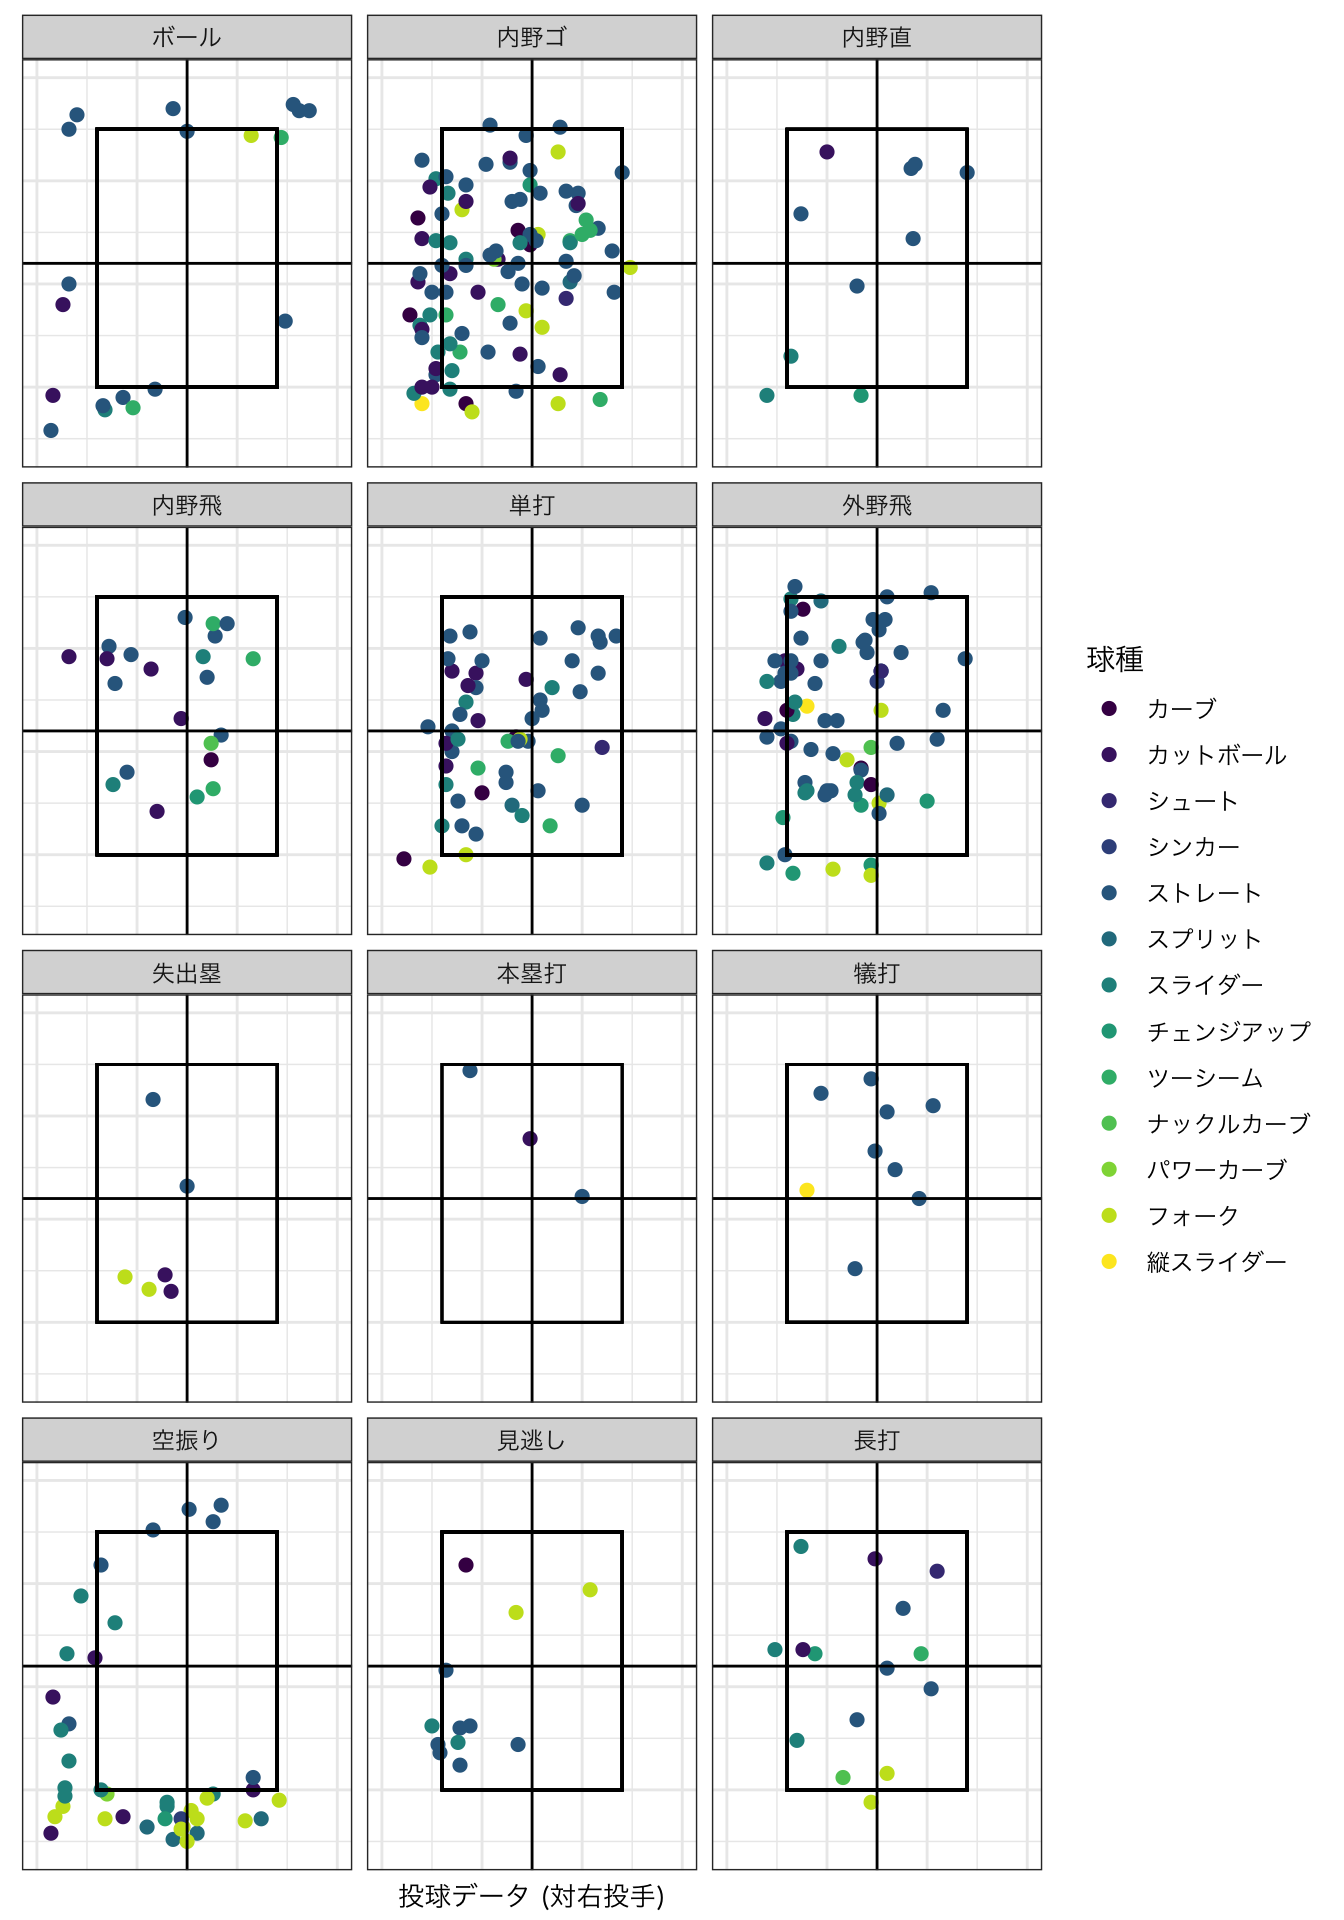 ボール
内野ゴ
内野直
内野飛
単打
外野飛
失出塁
本塁打
犠打
空振り
見逃し
長打
投球データ (対右投手)
球種
カーブ
カットボール
シュート
シンカー
ストレート
スプリット
スライダー
チェンジアップ
ツーシーム
ナックルカーブ
パワーカーブ
フォーク
縦スライダー